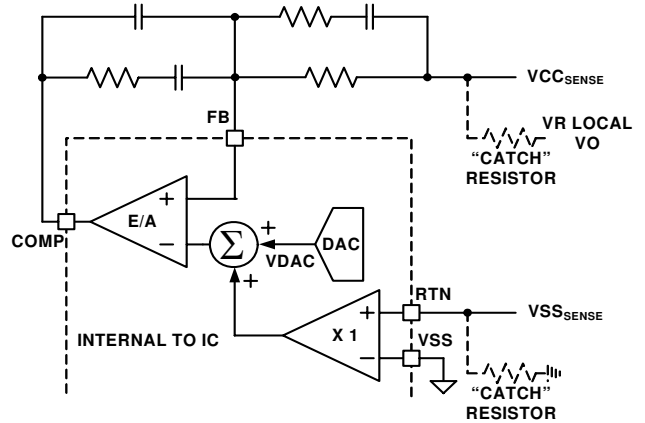 VCCSENSE
FB
VR LOCAL
VO
“CATCH”
RESISTOR
+
E/A
−
COMP
Σ
+
+
DAC
VDAC
RTN
INTERNAL TO IC
+
X 1
−
VSS
VSSSENSE
“CATCH”
RESISTOR